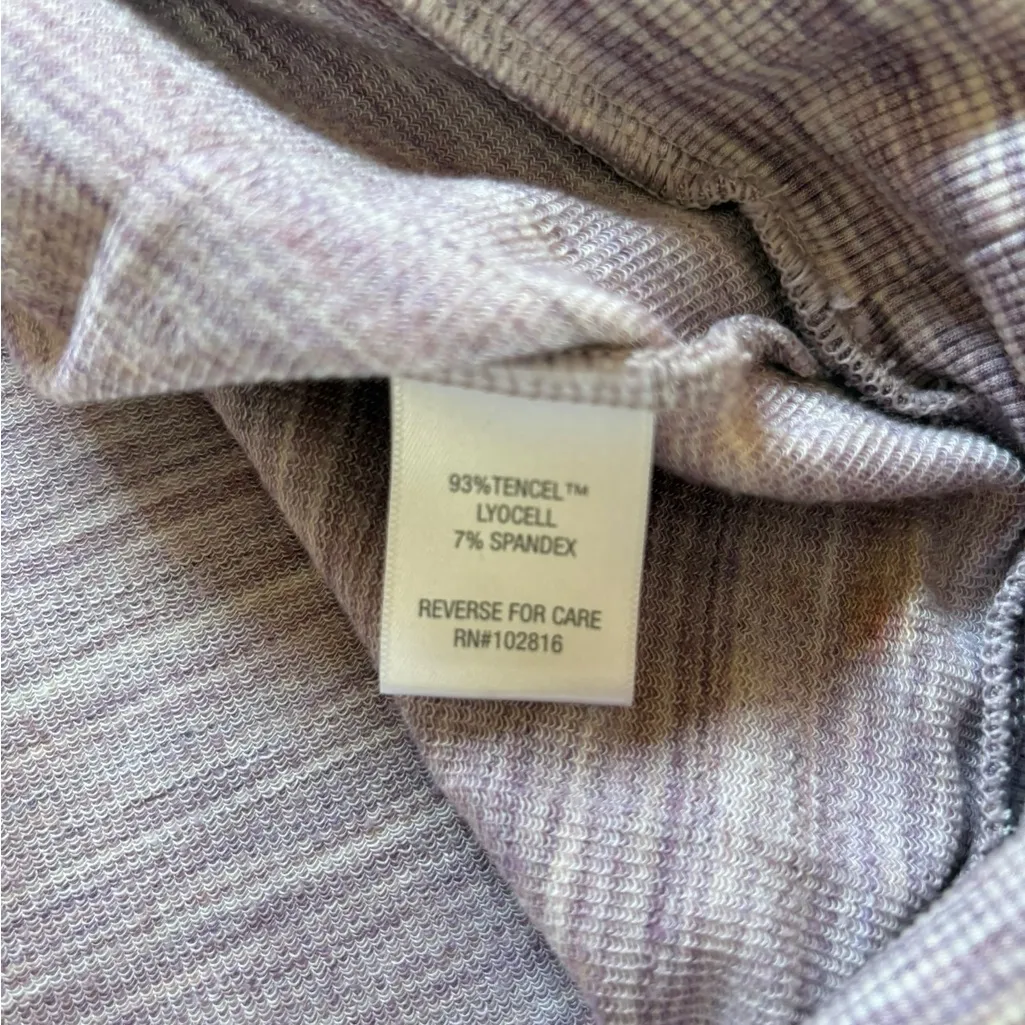 93%TENCEL™
LYOCELL
7% SPANDEX
REVERSE FOR CARE
RN#102816